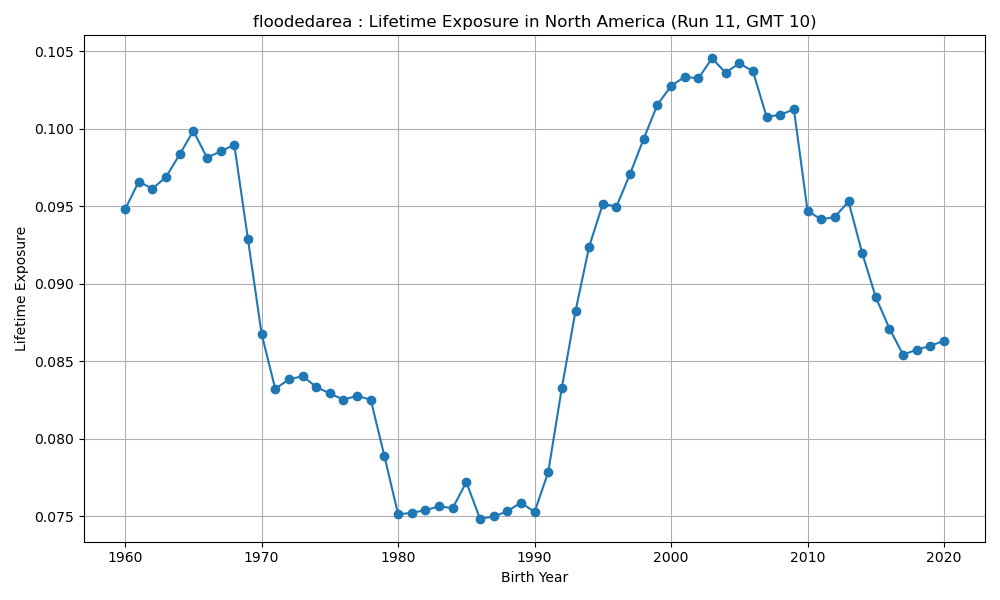 floodedarea : Lifetime Exposure in North America (Run 11, GMT 10)
Lifetime Exposure
0.105
0.100
0.095
0.090
0.085
0.080
0.075
1960 1970 1980 1990 2000 2010 2020
Birth Year